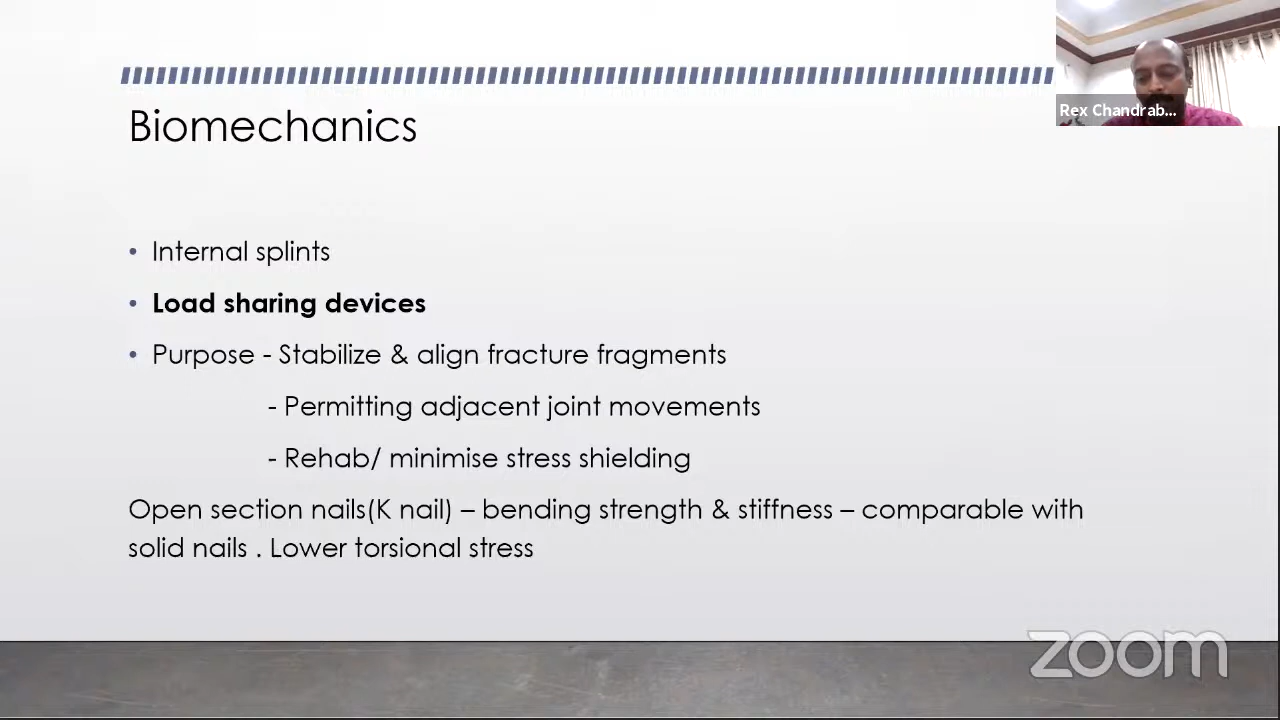 Biomechanics
Rex Chandrab...
• Internal splints
• Load sharing devices
• Purpose - Stabilize & align fracture fragments
- Permitting adjacent joint movements
- Rehab/ minimise stress shielding
Open section nails(K nail) – bending strength & stiffness – comparable with
solid nails . Lower torsional stress
zoom